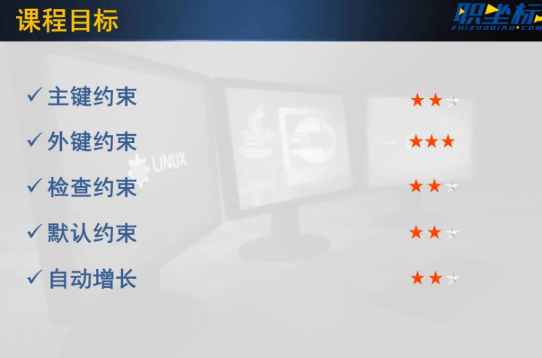 课程目标
职坐标
ZHIZUOBIAO.COM
✓ 主键约束 ★★☆
✓ 外键约束 ★★★
✓ 检查约束 ★★☆
LINUX
✓ 默认约束 ★★☆
✓ 自动增长 ★★☆